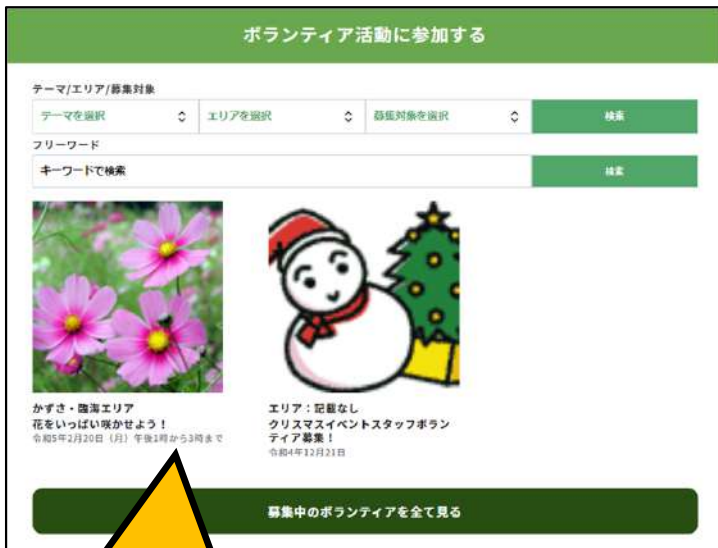 ボランティア活動に参加する
テーマ/エリア/募集対象
テーマを選択
エリアを選択
募集対象を選択
検索
フリーワード
キーワードで検索
検索
かずさ・臨海エリア
花をいっぱい咲かせよう！
令和5年2月20日（月）午後1時から3時まで
エリア：記載なし
クリスマスイベントスタッフボラン
ティア募集！
令和4年12月21日
募集中のボランティアを全て見る